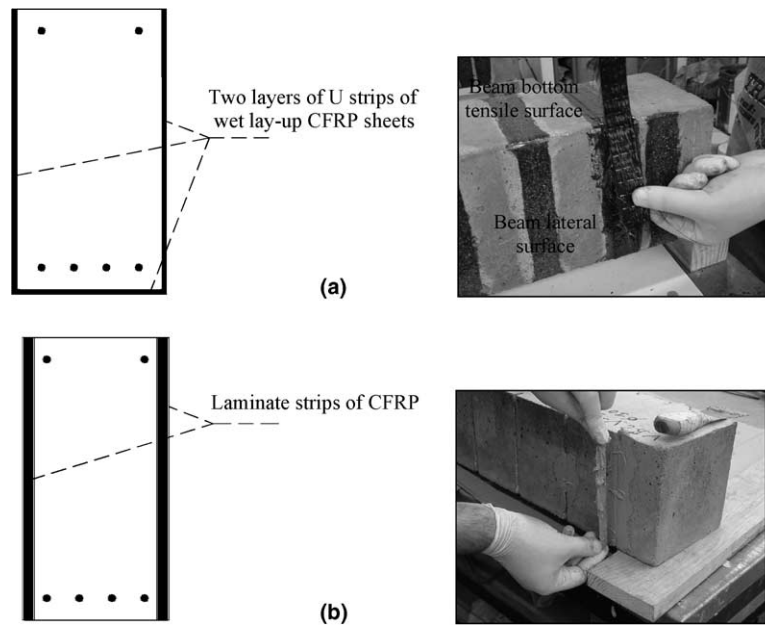 Two layers of U strips of
wet lay-up CFRP sheets
Beam bottom
tensile surface
Beam lateral
surface
(a)
Laminate strips of CFRP
(b)